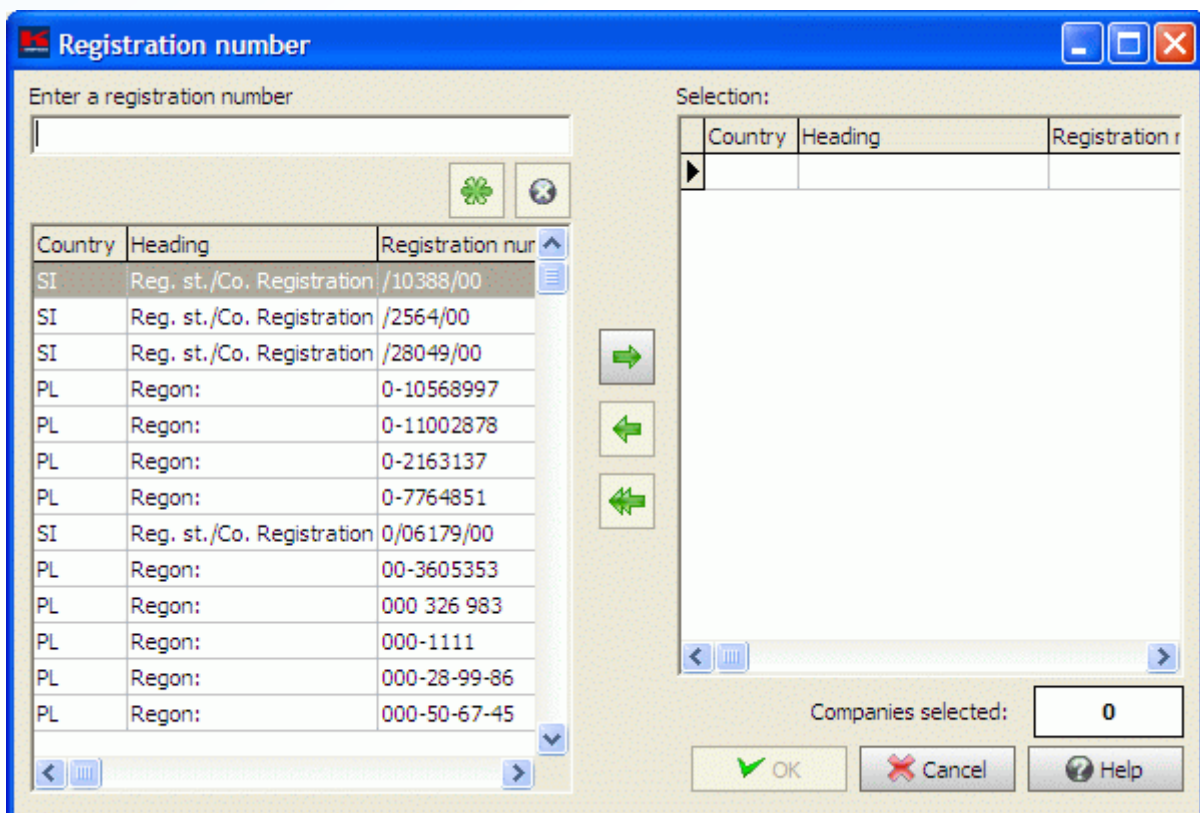 Registration number
Enter a registration number
Country Heading Registration nur
SI Reg. st./Co. Registration /10388/00
SI Reg. st./Co. Registration /2564/00
SI Reg. st./Co. Registration /28049/00
PL Regon: 0-10568997
PL Regon: 0-11002878
PL Regon: 0-2163137
PL Regon: 0-7764851
SI Reg. st./Co. Registration 0/06179/00
PL Regon: 00-3605353
PL Regon: 000 326 983
PL Regon: 000-1111
PL Regon: 000-28-99-86
PL Regon: 000-50-67-45
Selection:
Country Heading Registration r
Companies selected: 0
OK Cancel Help